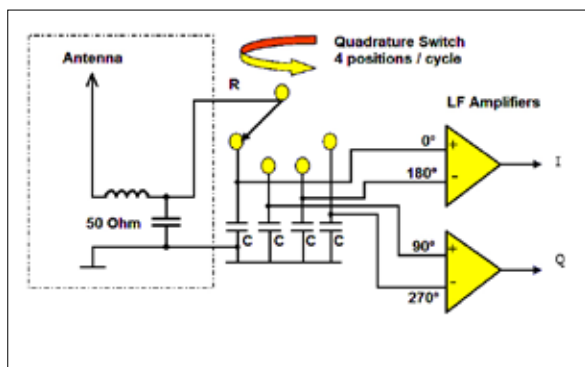 Quadrature Switch
4 positions / cycle
Antenna
R
LF Amplifiers
0°
+
I
180°
-
50 Ohm
C
C
C
C
90°
+
Q
-
270°